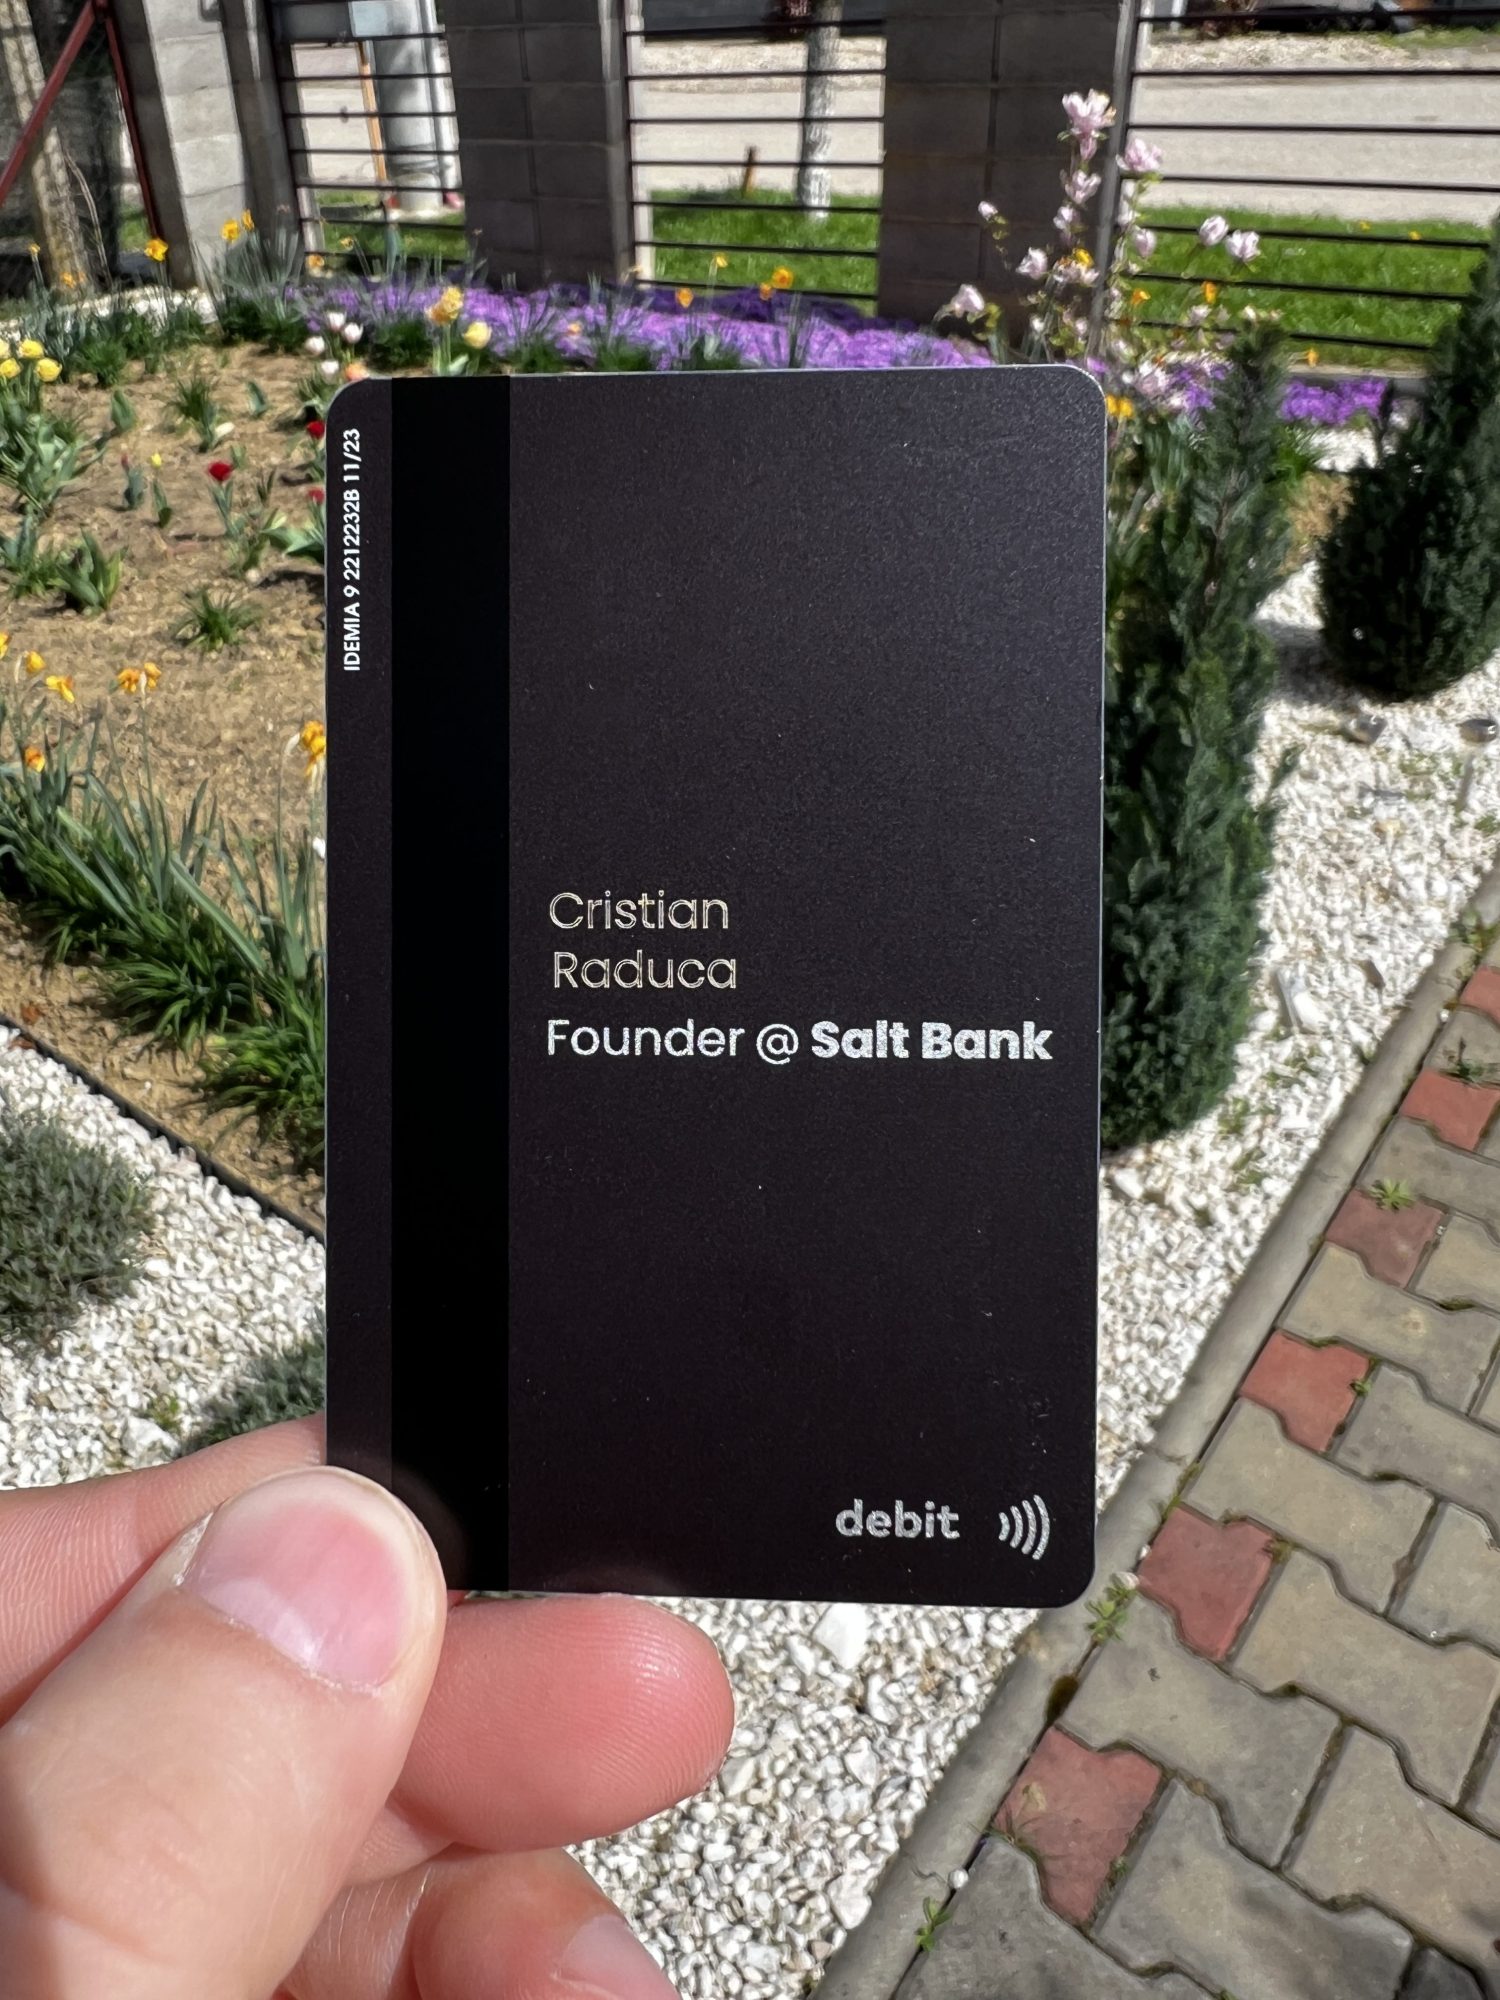 IDEMIA 9 2212232B 11/23
Cristian
Raduca
Founder @ Salt Bank
debit